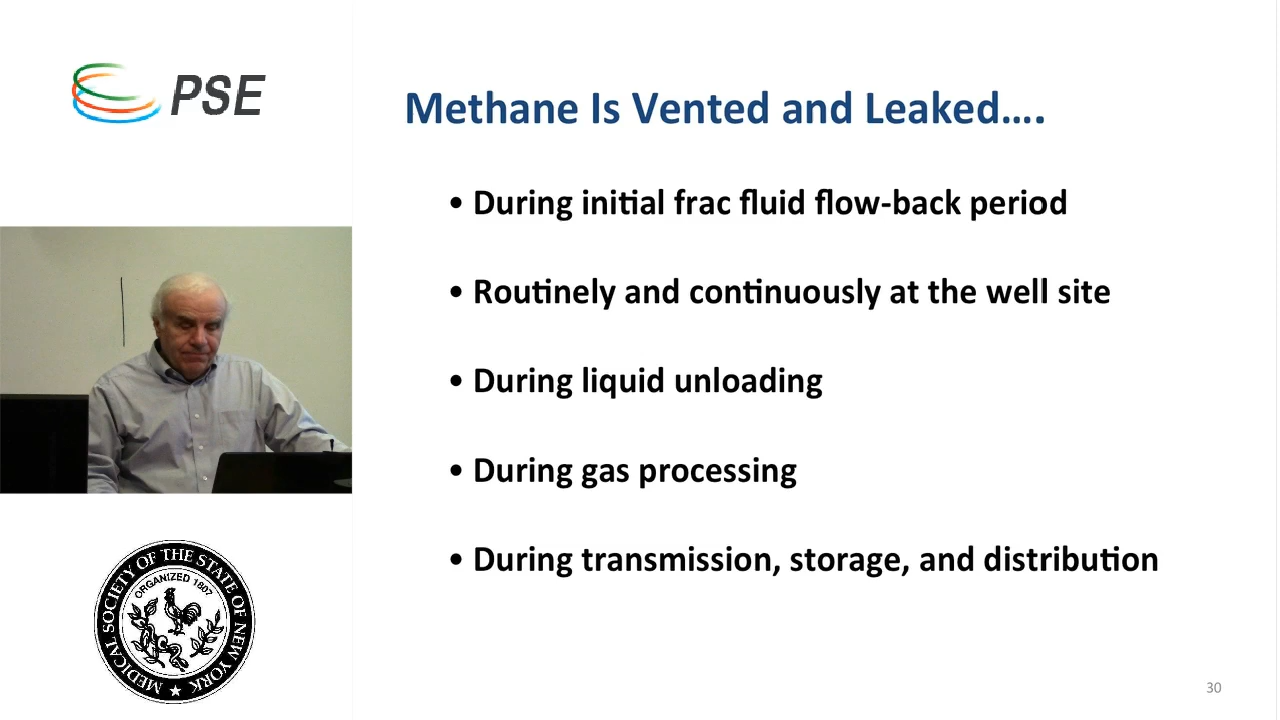 PSE
Methane Is Vented and Leaked….
• During initial frac fluid flow-back period
• Routinely and continuously at the well site
• During liquid unloading
• During gas processing
• During transmission, storage, and distribution
MEDICAL SOCIETY OF THE STATE OF NEW YORK
ORGANIZED 1807
30